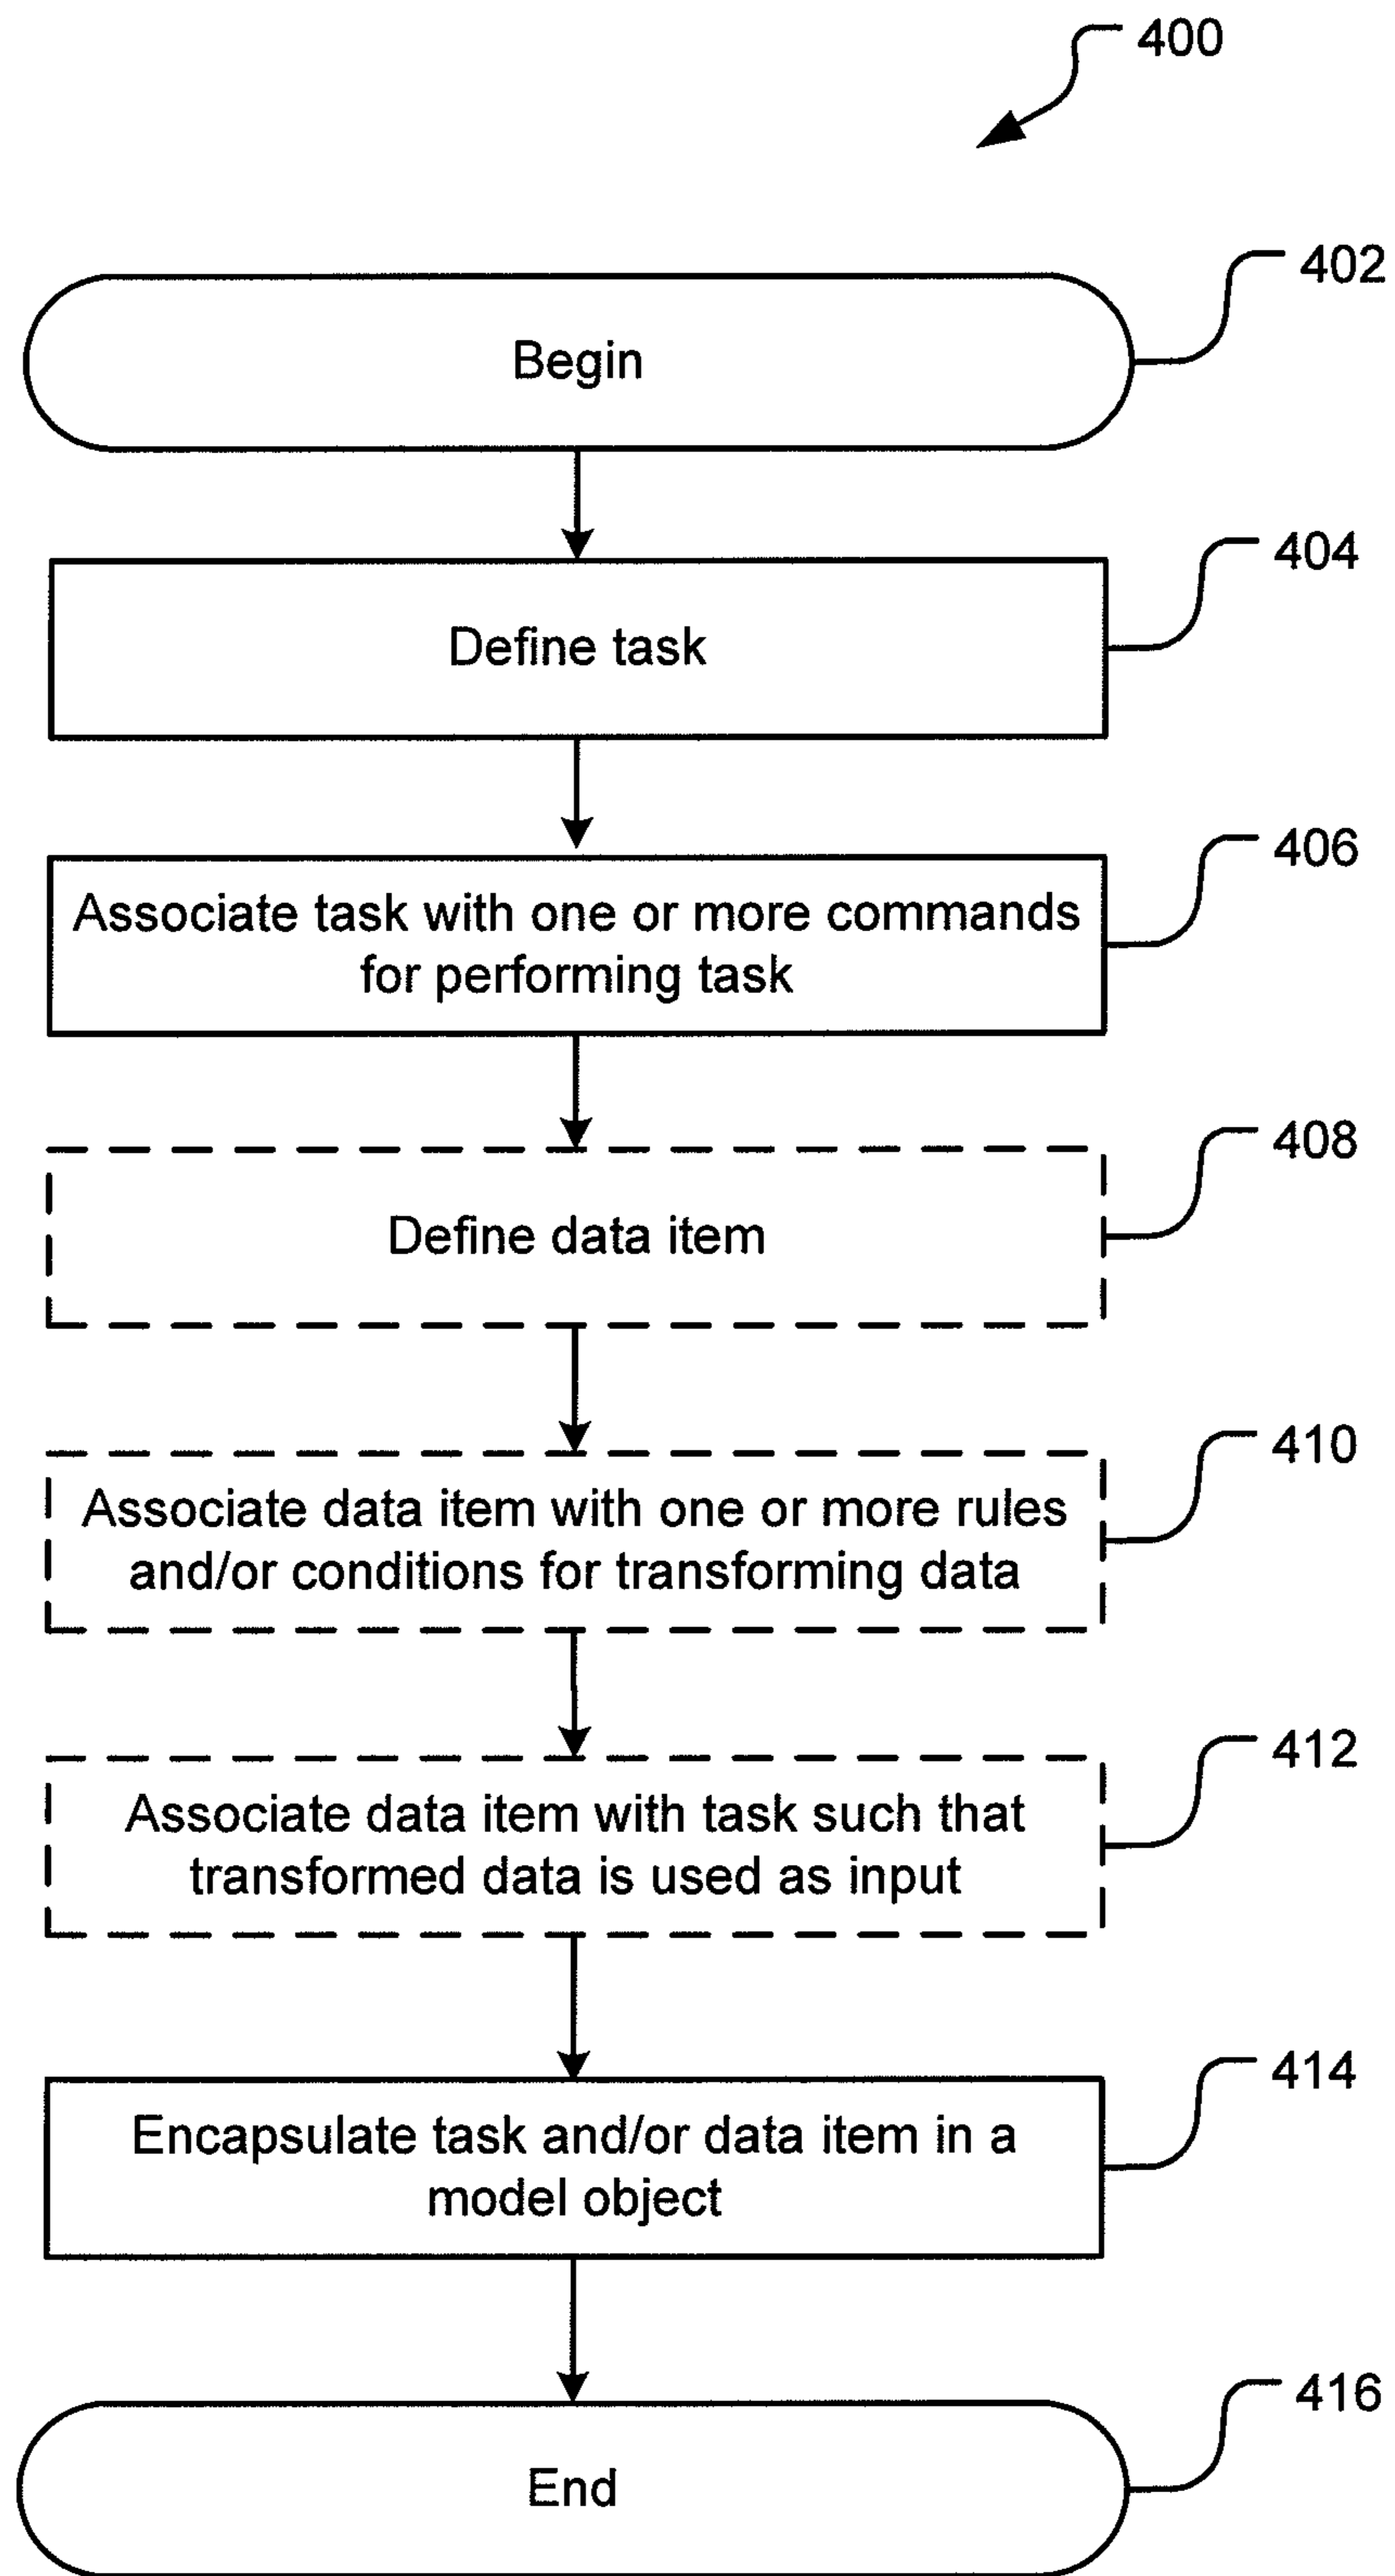 400
402
Begin
404
Define task
406
Associate task with one or more commands
for performing task
408
Define data item
410
Associate data item with one or more rules
and/or conditions for transforming data
412
Associate data item with task such that
transformed data is used as input
414
Encapsulate task and/or data item in a
model object
416
End